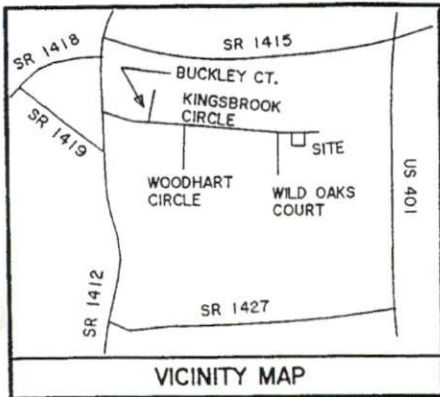 SR 1418
SR 1415
BUCKLEY CT.
KINGSBROOK
CIRCLE
SR 1419
SITE
WOODHART
CIRCLE
WILD OAKS
COURT
US 401
SR 1412
SR 1427
VICINITY MAP